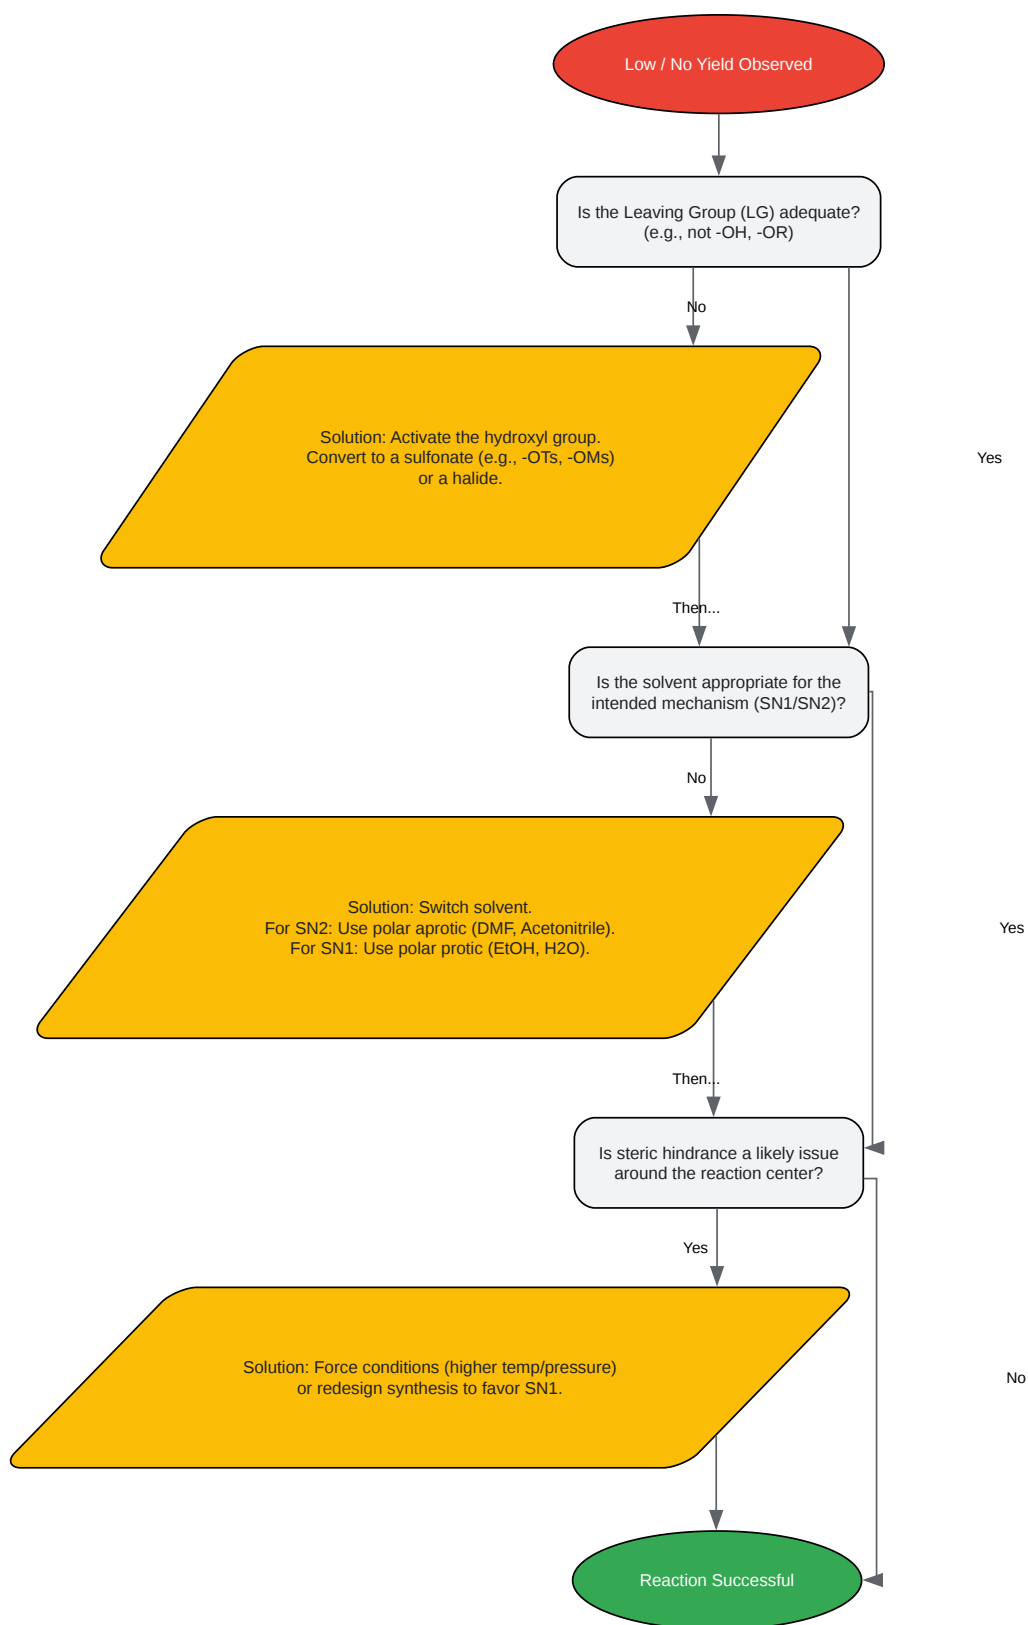 Low / No Yield Observed
Is the Leaving Group (LG) adequate?
(e.g., not -OH, -OR)
No
Solution: Activate the hydroxyl group.
Convert to a sulfonate (e.g., -OTs, -OMs)
or a halide.
Yes
Then...
Is the solvent appropriate for the
intended mechanism (SN1/SN2)?
No
Solution: Switch solvent.
For SN2: Use polar aprotic (DMF, Acetonitrile).
For SN1: Use polar protic (EtOH, H2O).
Yes
Then...
Is steric hindrance a likely issue
around the reaction center?
Yes
Solution: Force conditions (higher temp/pressure)
or redesign synthesis to favor SN1.
No
Reaction Successful